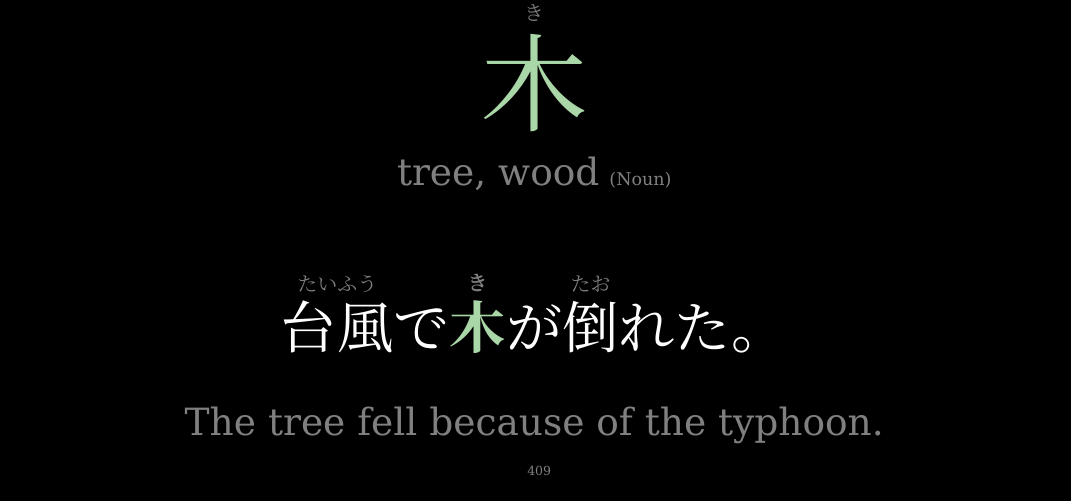 き
木
tree, wood (Noun)
たいふう き たお
台風で木が倒れた。
The tree fell because of the typhoon.
409